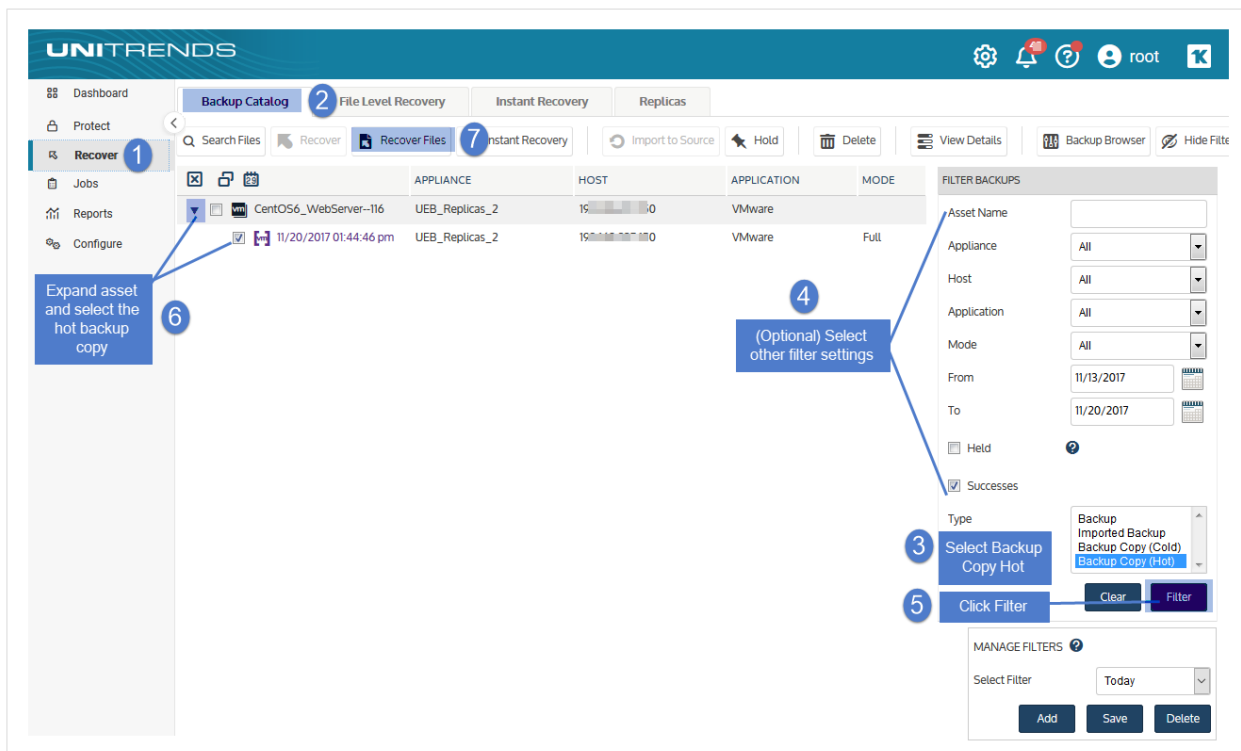 UNITRENDS
root
Dashboard
Protect
Recover 1
Jobs
Reports
Configure
Backup Catalog 2 File Level Recovery Instant Recovery Replicas
Search Files Recover Recover Files 7 Instant Recovery Import to Source Hold Delete View Details Backup Browser Hide Filte
APPLIANCE HOST APPLICATION MODE
CentOS6_WebServer--116 UEB_Replicas_2 VMware
11/20/2017 01:44:46 pm UEB_Replicas_2 VMware Full
Expand asset
and select the
hot backup
copy
6
4
(Optional) Select
other filter settings
FILTER BACKUPS
Asset Name
Appliance All
Host All
Application All
Mode All
From 11/13/2017
To 11/20/2017
Held
Successes
Type
Backup
Imported Backup
Backup Copy (Cold)
Backup Copy (Hot)
3
Select Backup
Copy Hot
5 Click Filter
Clear Filter
MANAGE FILTERS
Select Filter Today
Add Save Delete